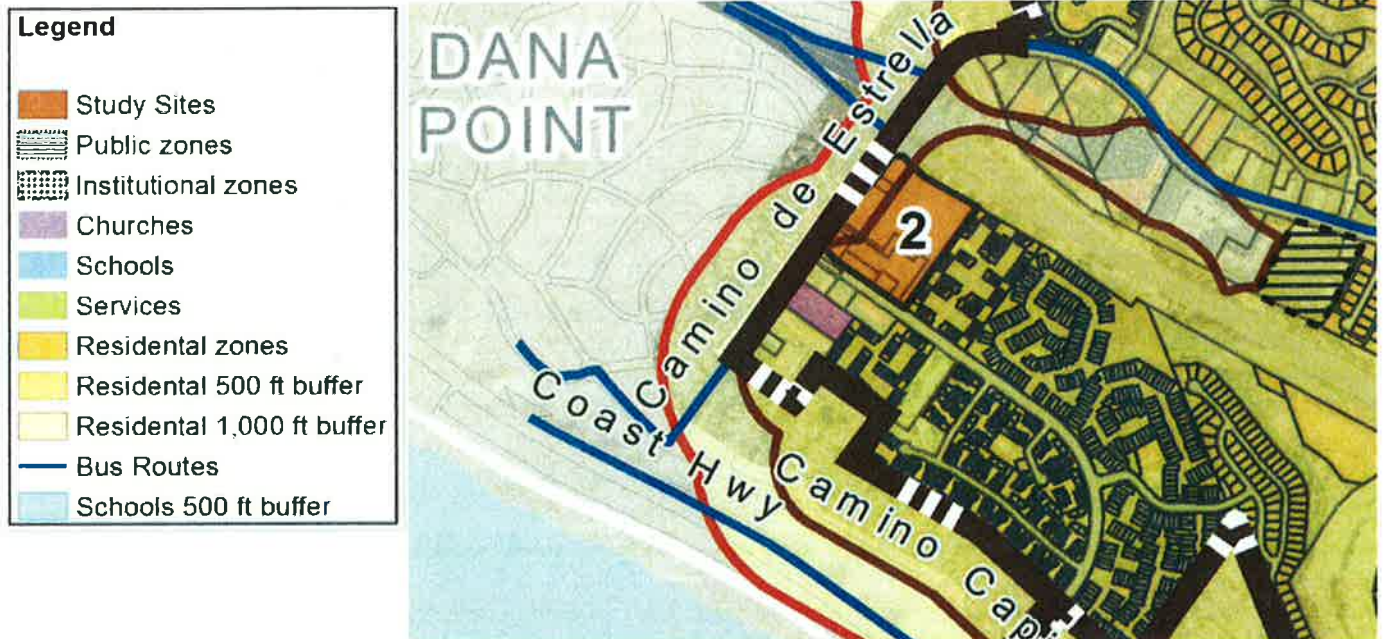 Legend
Study Sites
Public zones
Institutional zones
Churches
Schools
Services
Residental zones
Residental 500 ft buffer
Residental 1,000 ft buffer
Bus Routes
Schools 500 ft buffer
DANA
POINT
Camino de Estrella
2
Coast Hwy
Camino Capi